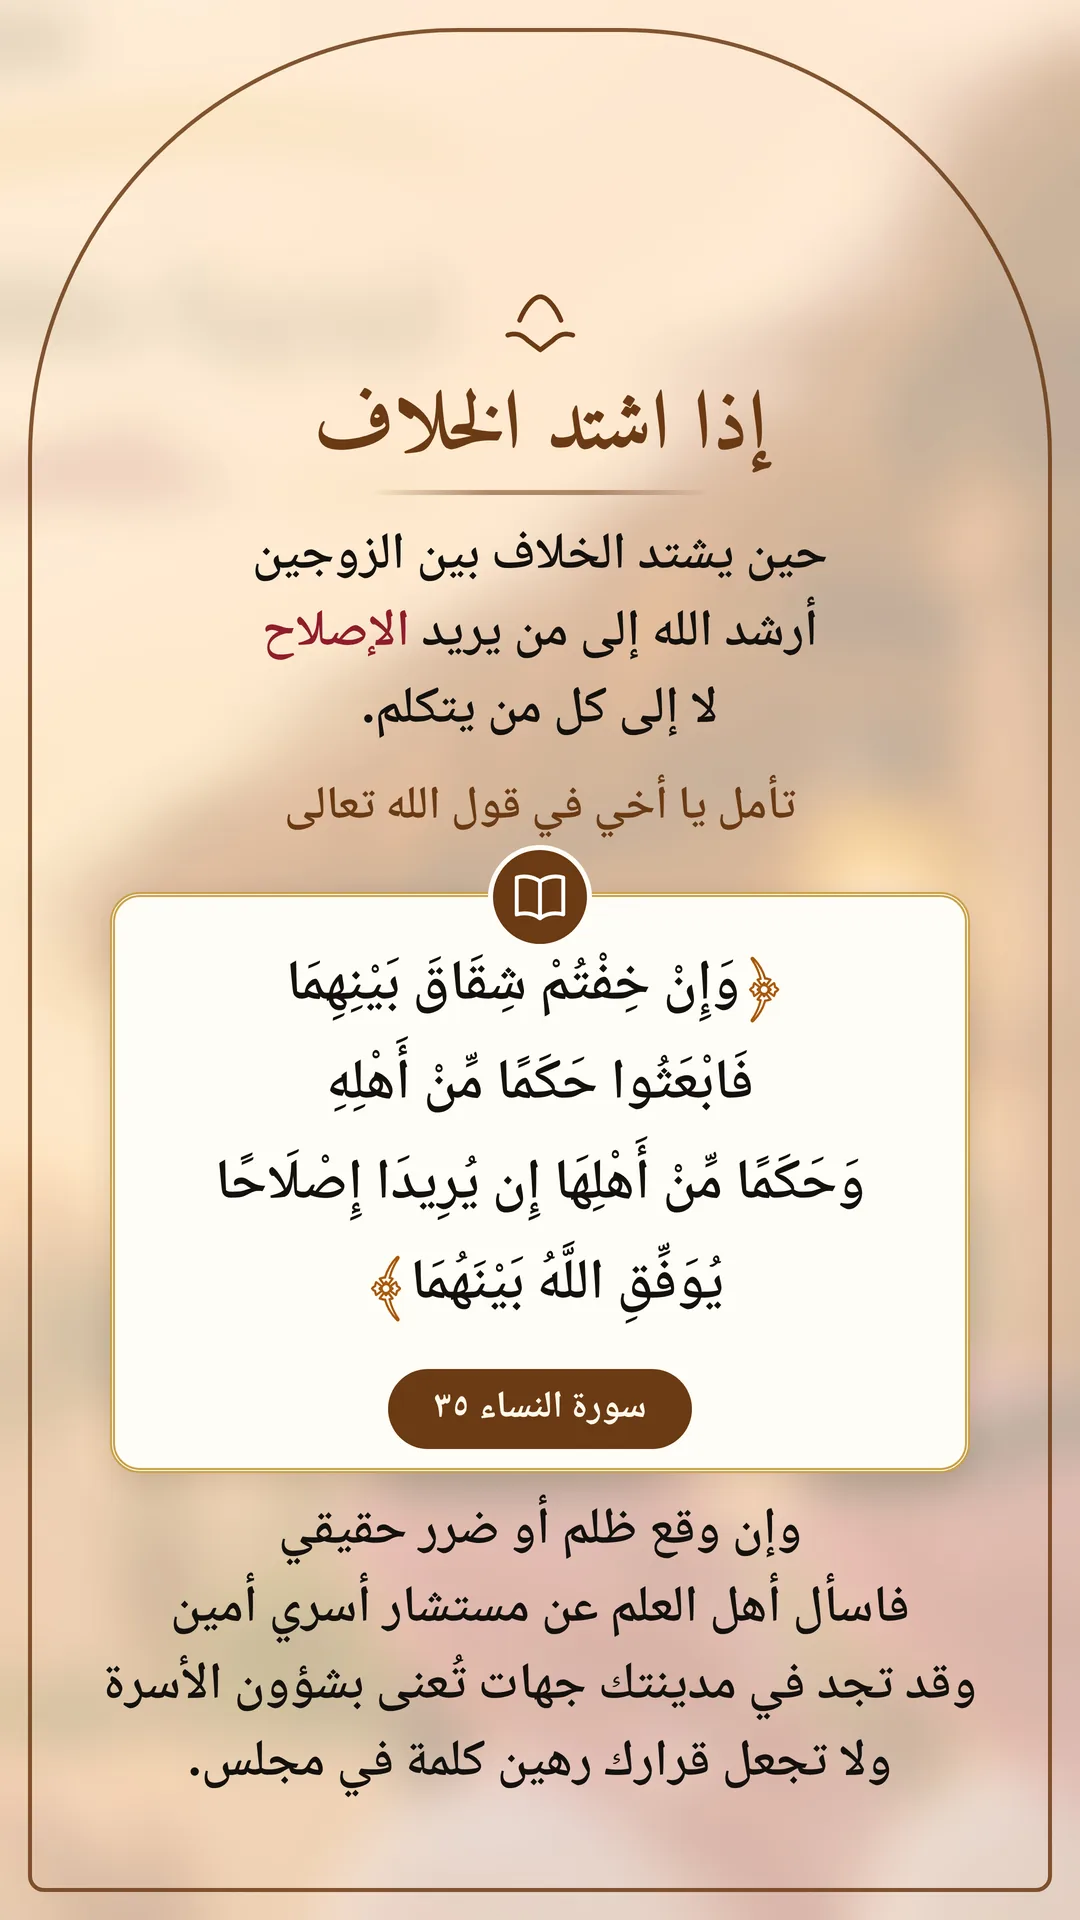 إذا اشتد الخلاف
حين يشتد الخلاف بين الزوجين
أرشد الله إلى من يريد الإصلاح
لا إلى كل من يتكلم.
تأمل يا أخي في قول الله تعالى
﴿وَإِنْ خِفْتُمْ شِقَاقَ بَيْنِهِمَا
فَابْعَثُوا حَكَمًا مِّنْ أَهْلِهِ
وَحَكَمًا مِّنْ أَهْلِهَا إِن يُرِيدَا إِصْلَاحًا
يُوَفِّقِ اللَّهُ بَيْنَهُمَا﴾
سورة النساء ٣٥
وإن وقع ظلم أو ضرر حقيقي
فاسأل أهل العلم عن مستشار أسري أمين
وقد تجد في مدينتك جهات تُعنى بشؤون الأسرة
ولا تجعل قرارك رهين كلمة في مجلس.